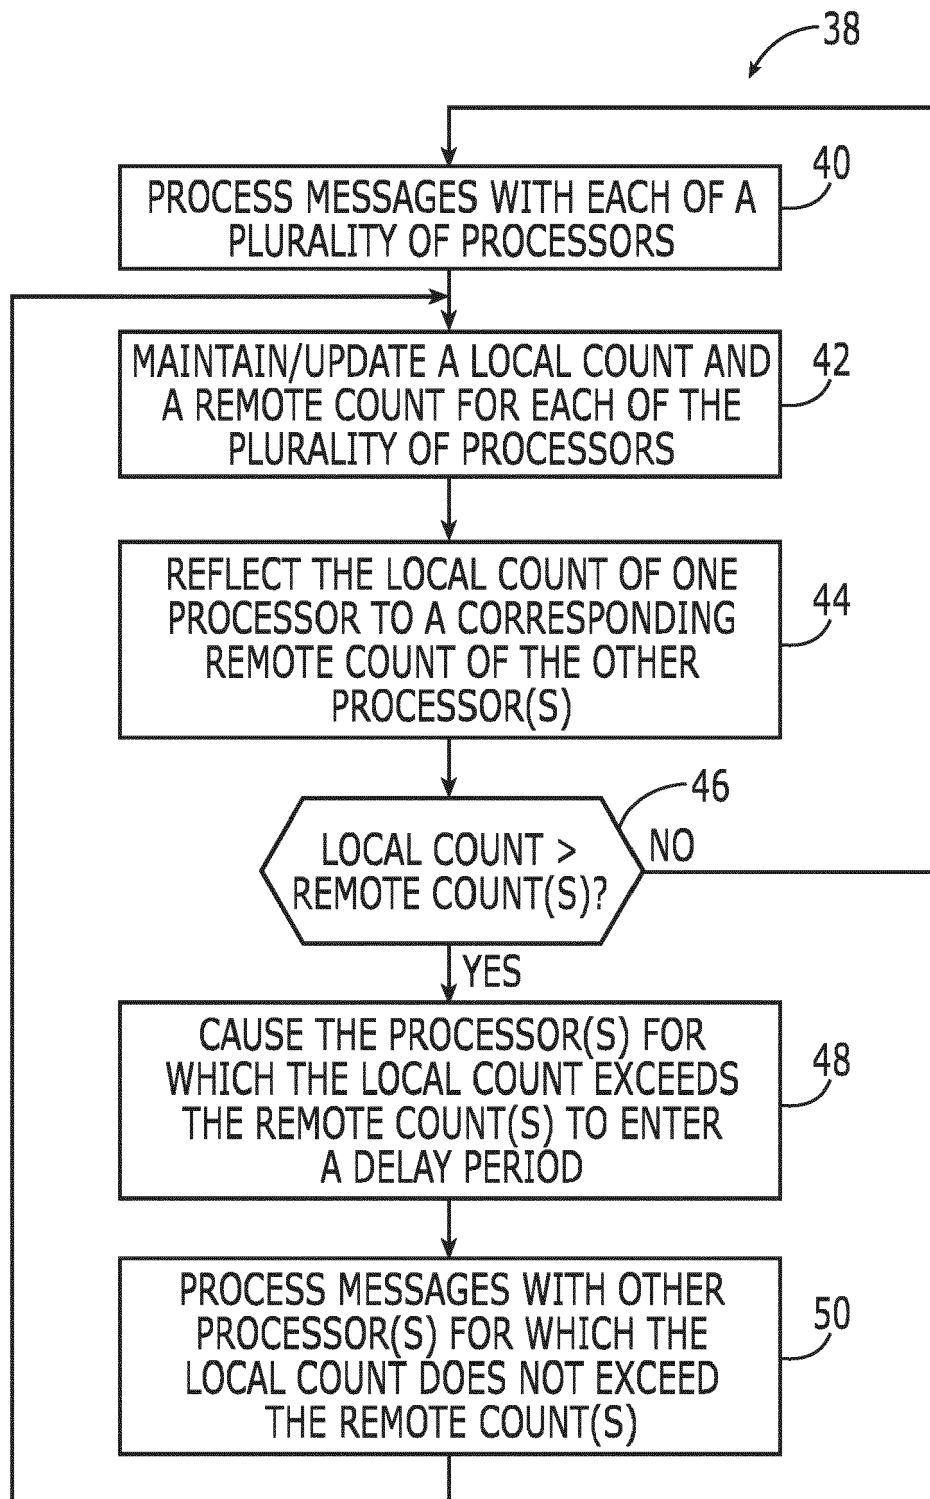 38
40
PROCESS MESSAGES WITH EACH OF A
PLURALITY OF PROCESSORS
42
MAINTAIN/UPDATE A LOCAL COUNT AND
A REMOTE COUNT FOR EACH OF THE
PLURALITY OF PROCESSORS
44
REFLECT THE LOCAL COUNT OF ONE
PROCESSOR TO A CORRESPONDING
REMOTE COUNT OF THE OTHER
PROCESSOR(S)
46
LOCAL COUNT >
REMOTE COUNT(S)?
NO
YES
48
CAUSE THE PROCESSOR(S) FOR
WHICH THE LOCAL COUNT EXCEEDS
THE REMOTE COUNT(S) TO ENTER
A DELAY PERIOD
50
PROCESS MESSAGES WITH OTHER
PROCESSOR(S) FOR WHICH THE
LOCAL COUNT DOES NOT EXCEED
THE REMOTE COUNT(S)